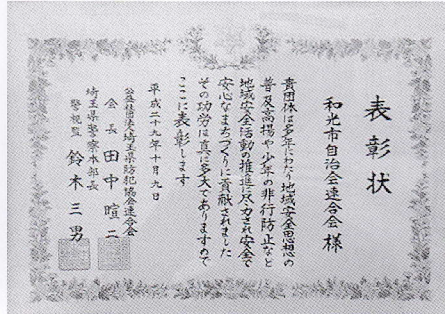 表彰状
和光市自治会連合会 様
貴団体は多年にわたり地域安全思想の
普及高揚や少年の非行防止など
地域安全活動の推進に尽力され安全で
安心なまちづくりに貢献されました
その功労は真に多大でありますので
ここに表彰します
平成二十九年十月九日
公益社団法人埼玉県防犯協会連合会
会長 田中暄二
埼玉県警察本部長
警視監 鈴木三男